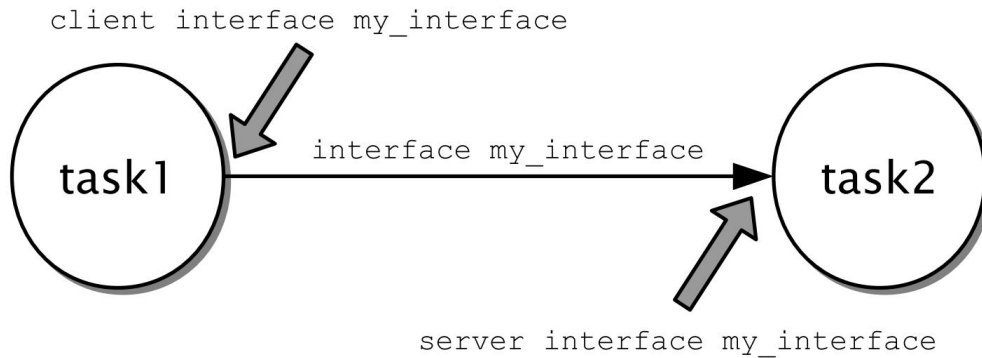 client interface my_interface
task1
interface my_interface
task2
server interface my_interface